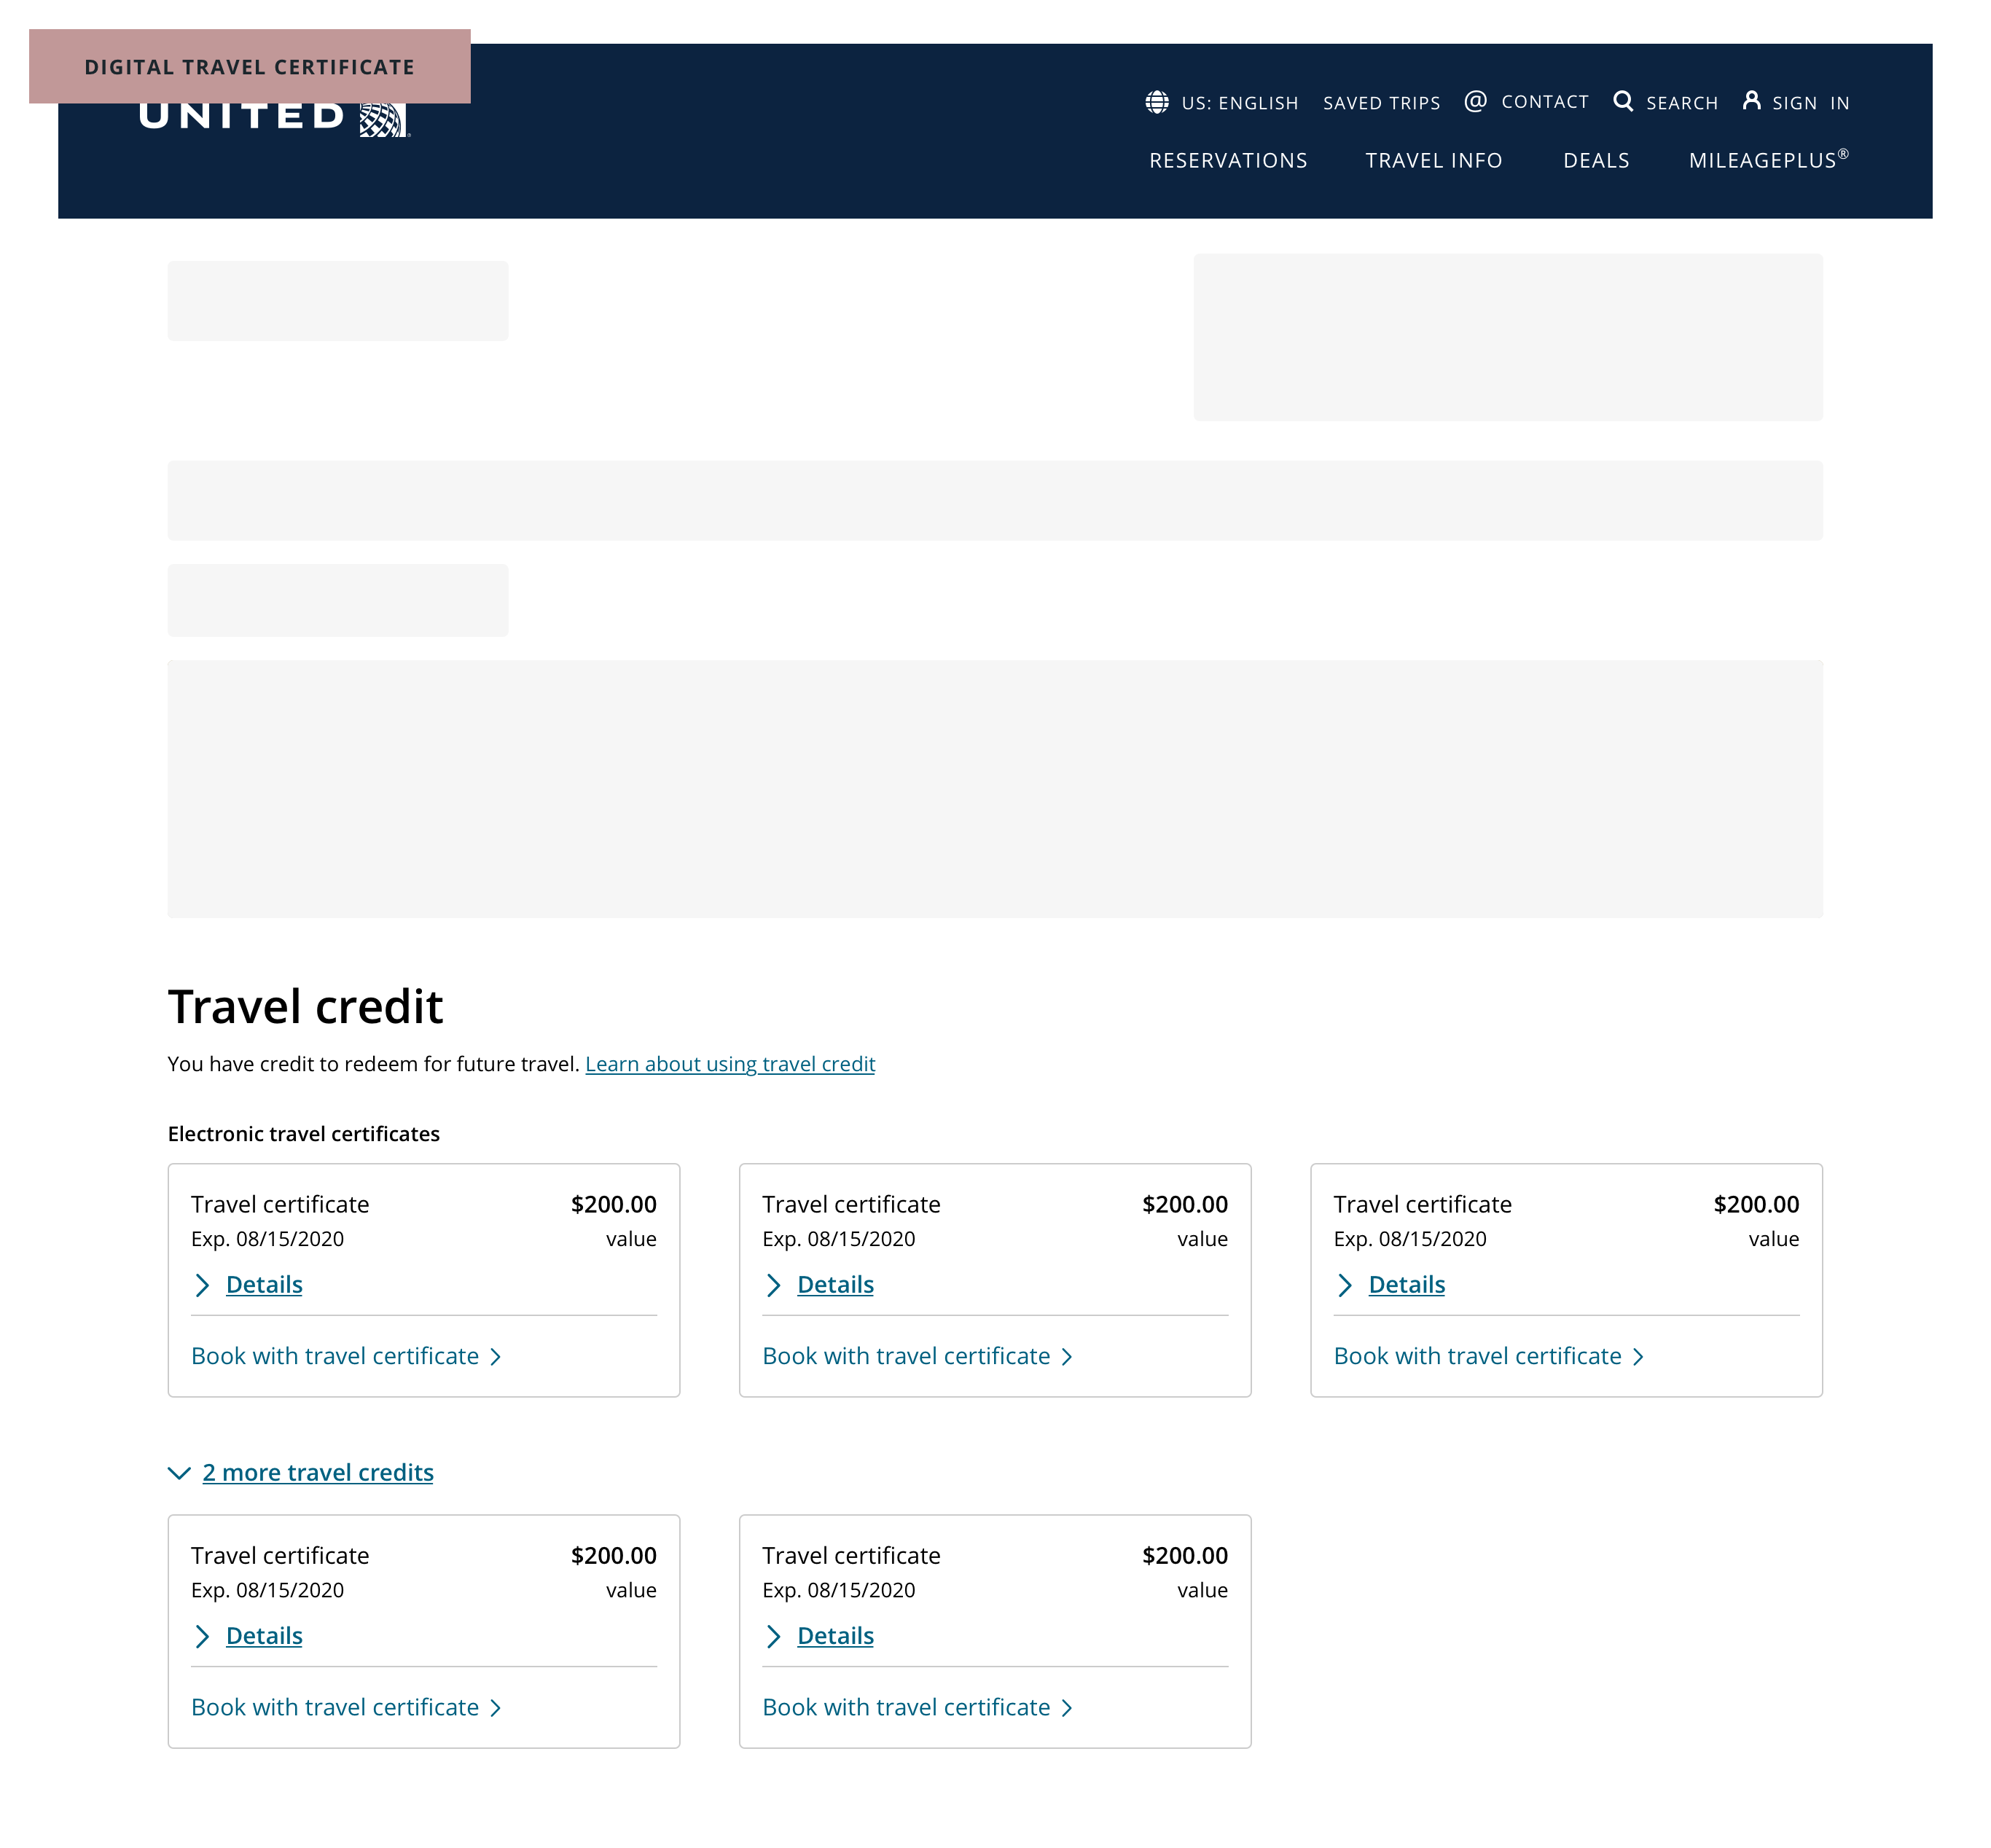 DIGITAL TRAVEL CERTIFICATE
UNITED
US: ENGLISH SAVED TRIPS CONTACT SEARCH SIGN IN
RESERVATIONS TRAVEL INFO DEALS MILEAGEPLUS®
Travel credit
You have credit to redeem for future travel. Learn about using travel credit
Electronic travel certificates
Travel certificate $200.00
Exp. 08/15/2020 value
Details
Book with travel certificate
Travel certificate $200.00
Exp. 08/15/2020 value
Details
Book with travel certificate
Travel certificate $200.00
Exp. 08/15/2020 value
Details
Book with travel certificate
2 more travel credits
Travel certificate $200.00
Exp. 08/15/2020 value
Details
Book with travel certificate
Travel certificate $200.00
Exp. 08/15/2020 value
Details
Book with travel certificate